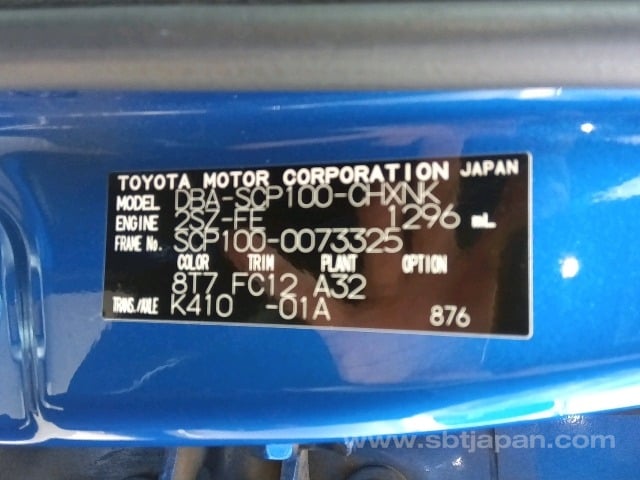 TOYOTA MOTOR CORPORATION JAPAN
MODEL DBA-SCP100-CHXNK
ENGINE 2SZ-FE 1296 mL
FRAME No. SCP100-0073325
COLOR TRIM PLANT OPTION
8T7 FC12 A32
TRANS./AXLE K410 -01A 876
www.sbtjapan.com